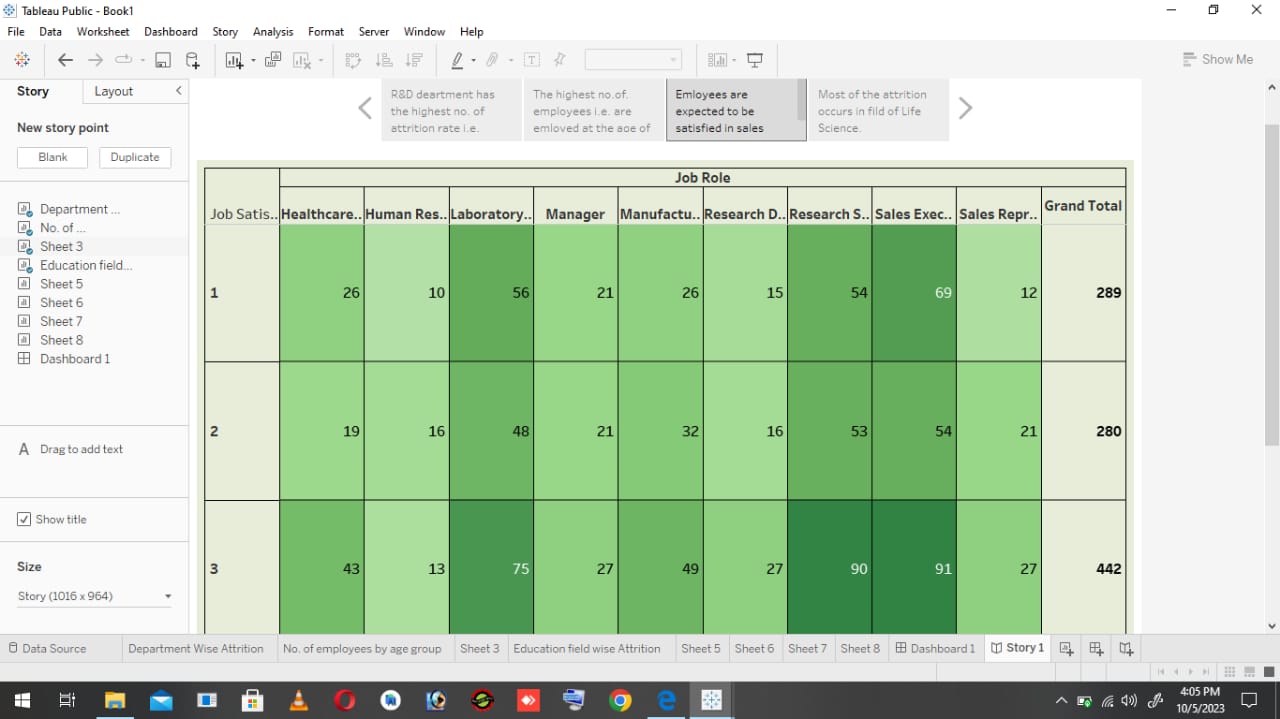 Tableau Public - Book1
File Data Worksheet Dashboard Story Analysis Format Server Window Help
Show Me
Story Layout
New story point
Blank Duplicate
Department ...
No. of ...
Sheet 3
Education field...
Sheet 5
Sheet 6
Sheet 7
Sheet 8
Dashboard 1
A Drag to add text
Show title
Size
Story (1016 x 964)
R&D deartment has
the highest no. of
attrition rate i.e.
The highest no.of.
employees i.e. are
emloved at the age of
Emloyees are
expected to be
satisfied in sales
Most of the attrition
occurs in fild of Life
Science.
Job Role
Job Satis.. Healthcare.. Human Res.. Laboratory.. Manager Manufactu.. Research D.. Research S.. Sales Exec.. Sales Repr.. Grand Total
1 26 10 56 21 26 15 54 69 12 289
2 19 16 48 21 32 16 53 54 21 280
3 43 13 75 27 49 27 90 91 27 442
Data Source Department Wise Attrition No. of employees by age group Sheet 3 Education field wise Attrition Sheet 5 Sheet 6 Sheet 7 Sheet 8 Dashboard 1 Story 1
4:05 PM
10/5/2023